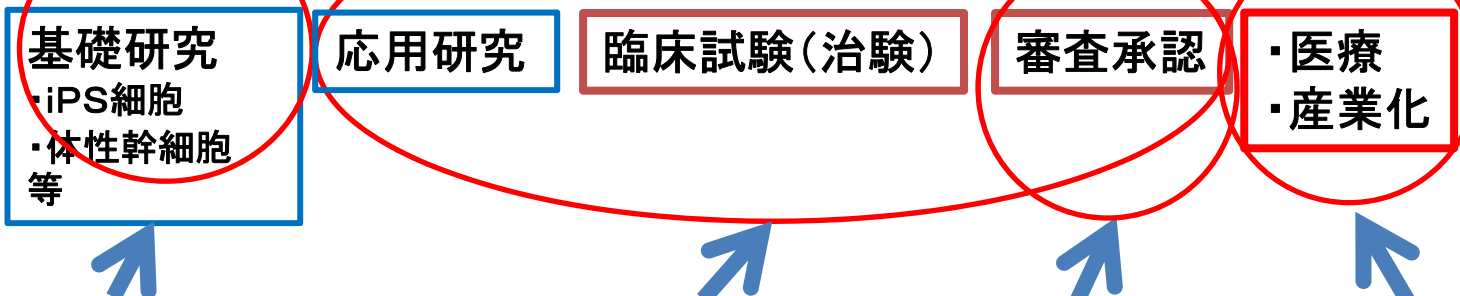 基礎研究
・iPS細胞
・体性幹細胞
等
応用研究
臨床試験(治験)
審査承認
・医療
・産業化